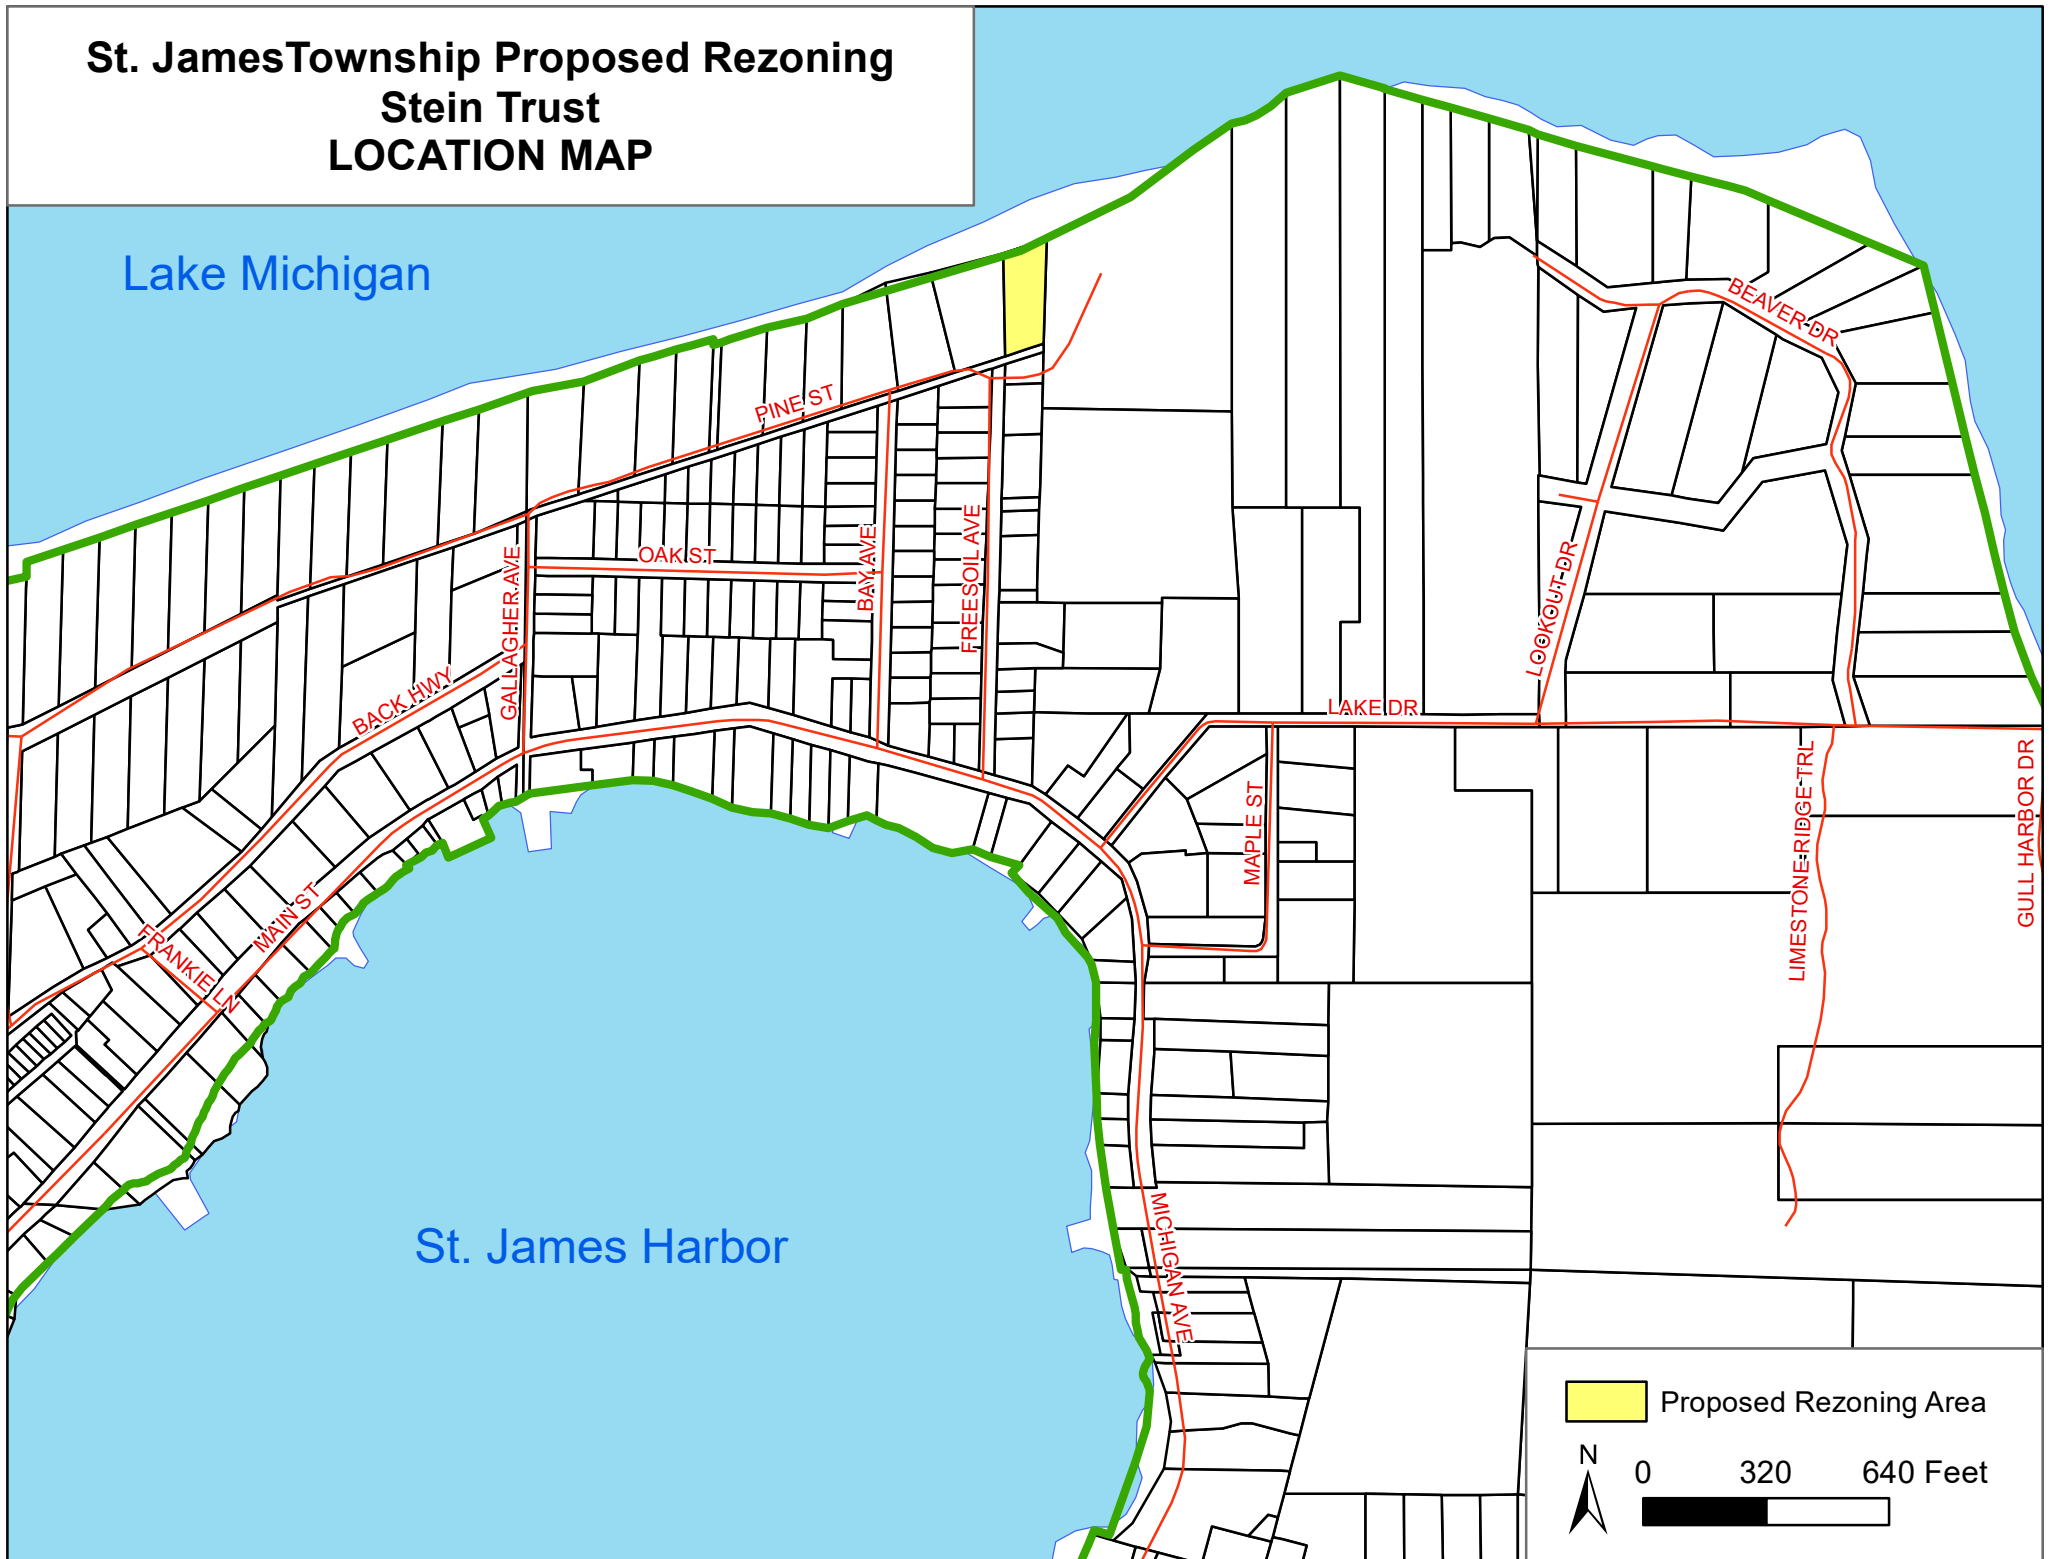 St. JamesTownship Proposed Rezoning
Stein Trust
LOCATION MAP
Lake Michigan
BEAVER DR
PINE ST
OAK ST
BAY AVE
FREESOIL AVE
GALLAGHER AVE
LOOKOUT DR
BACK HWY
LAKE DR
MAPLE ST
LIMESTONE RIDGE TRL
GULL HARBOR DR
MAIN ST
FRANKIE LN
St. James Harbor
MICHIGAN AVE
Proposed Rezoning Area
N
0 320 640 Feet